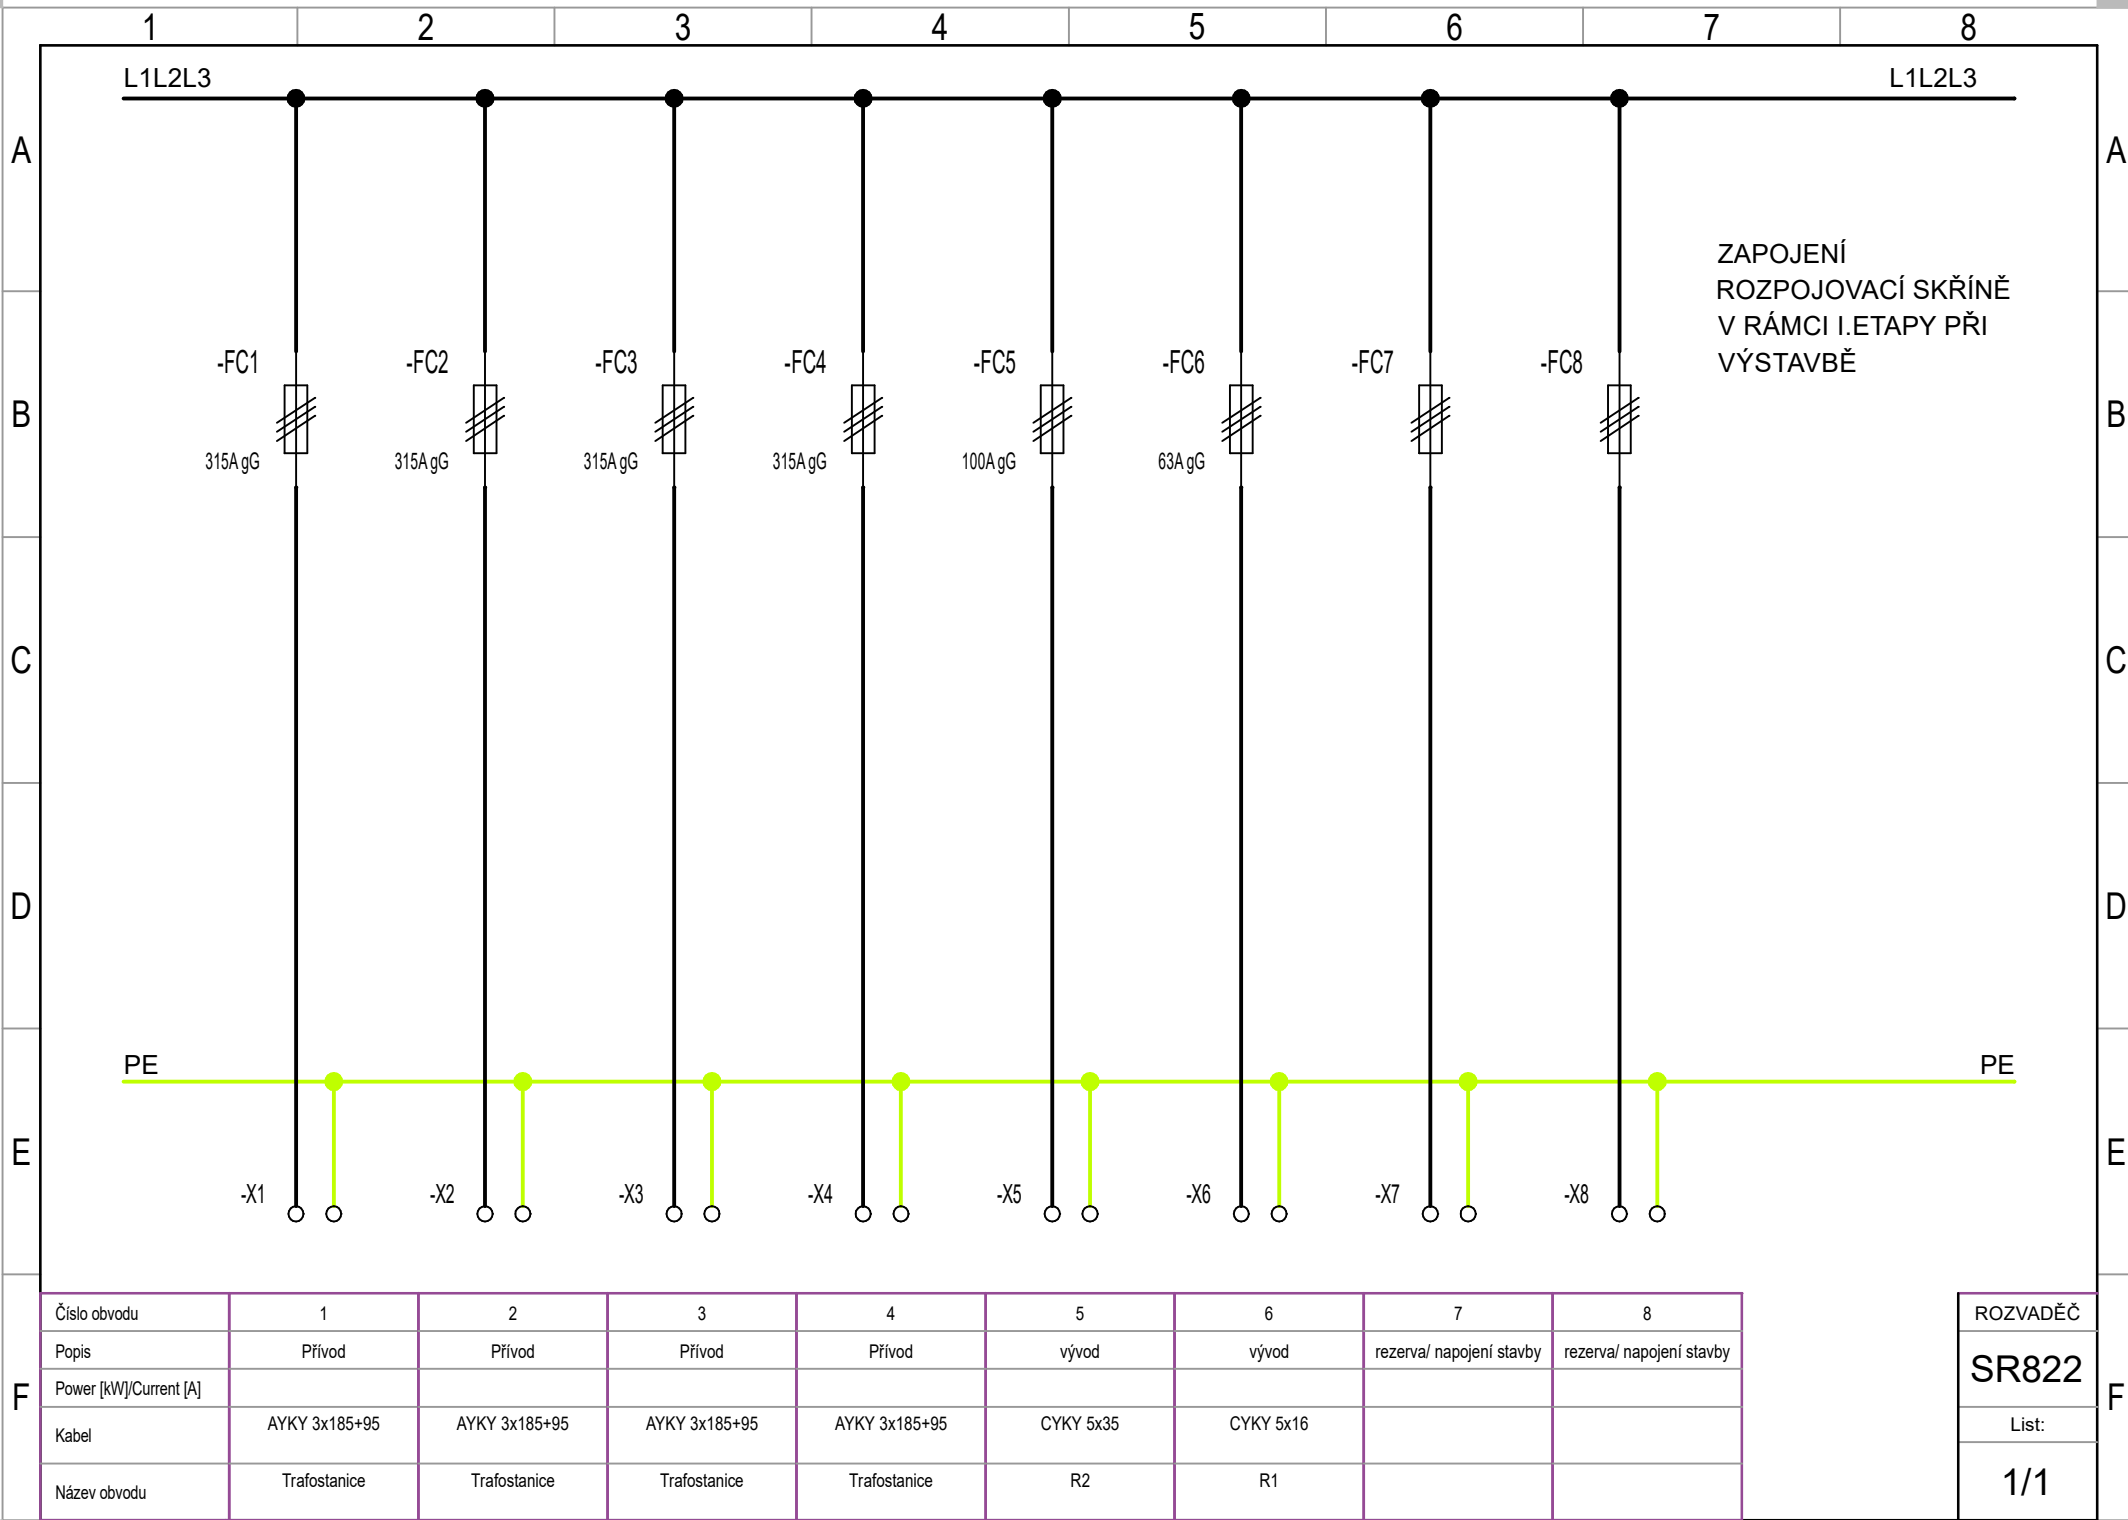 1 2 3 4 5 6 7 8
L1L2L3 L1L2L3
A A
ZAPOJENÍ
ROZPOJOVACÍ SKŘÍNĚ
V RÁMCI I.ETAPY PŘI
VÝSTAVBĚ
-FC1 -FC2 -FC3 -FC4 -FC5 -FC6 -FC7 -FC8
B B
315A gG 315A gG 315A gG 315A gG 100A gG 63A gG
C C
D D
PE PE
E E
-X1 -X2 -X3 -X4 -X5 -X6 -X7 -X8
Číslo obvodu 1 2 3 4 5 6 7 8
Popis Přívod Přívod Přívod Přívod vývod vývod rezerva/ napojení stavby rezerva/ napojení stavby
Power [kW]/Current [A]
F F
Kabel AYKY 3x185+95 AYKY 3x185+95 AYKY 3x185+95 AYKY 3x185+95 CYKY 5x35 CYKY 5x16
Název obvodu Trafostanice Trafostanice Trafostanice Trafostanice R2 R1
ROZVADĚČ
SR822
List:
1/1